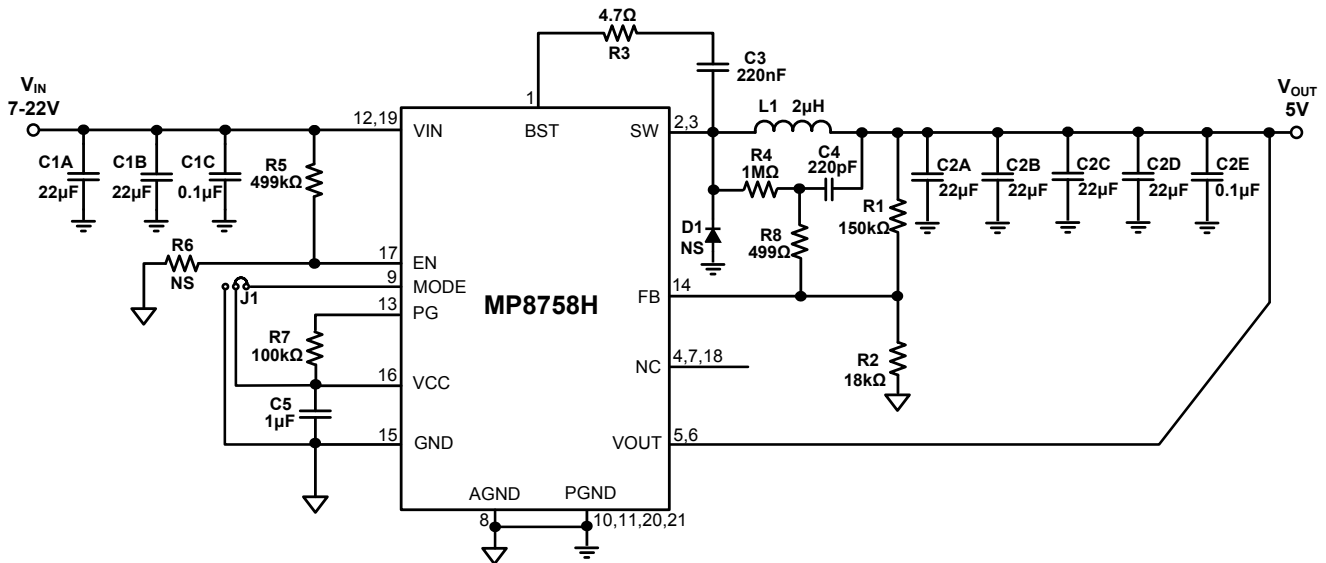 4.7Ω
R3
C3
220nF
VIN
7-22V
1
12,19
VIN
BST
SW
2,3
L1 2µH
VOUT
5V
C1A
22µF
C1B
22µF
C1C
0.1µF
R5
499kΩ
R4
1MΩ
C4
220pF
C2A
22µF
C2B
22µF
C2C
22µF
C2D
22µF
C2E
0.1µF
R1
150kΩ
D1
NS
R8
499Ω
R6
NS
17
EN
9
MODE
J1
13
PG
MP8758H
FB
14
R7
100kΩ
NC
4,7,18
R2
18kΩ
16
VCC
C5
1µF
15
GND
VOUT
5,6
AGND
PGND
8
10,11,20,21